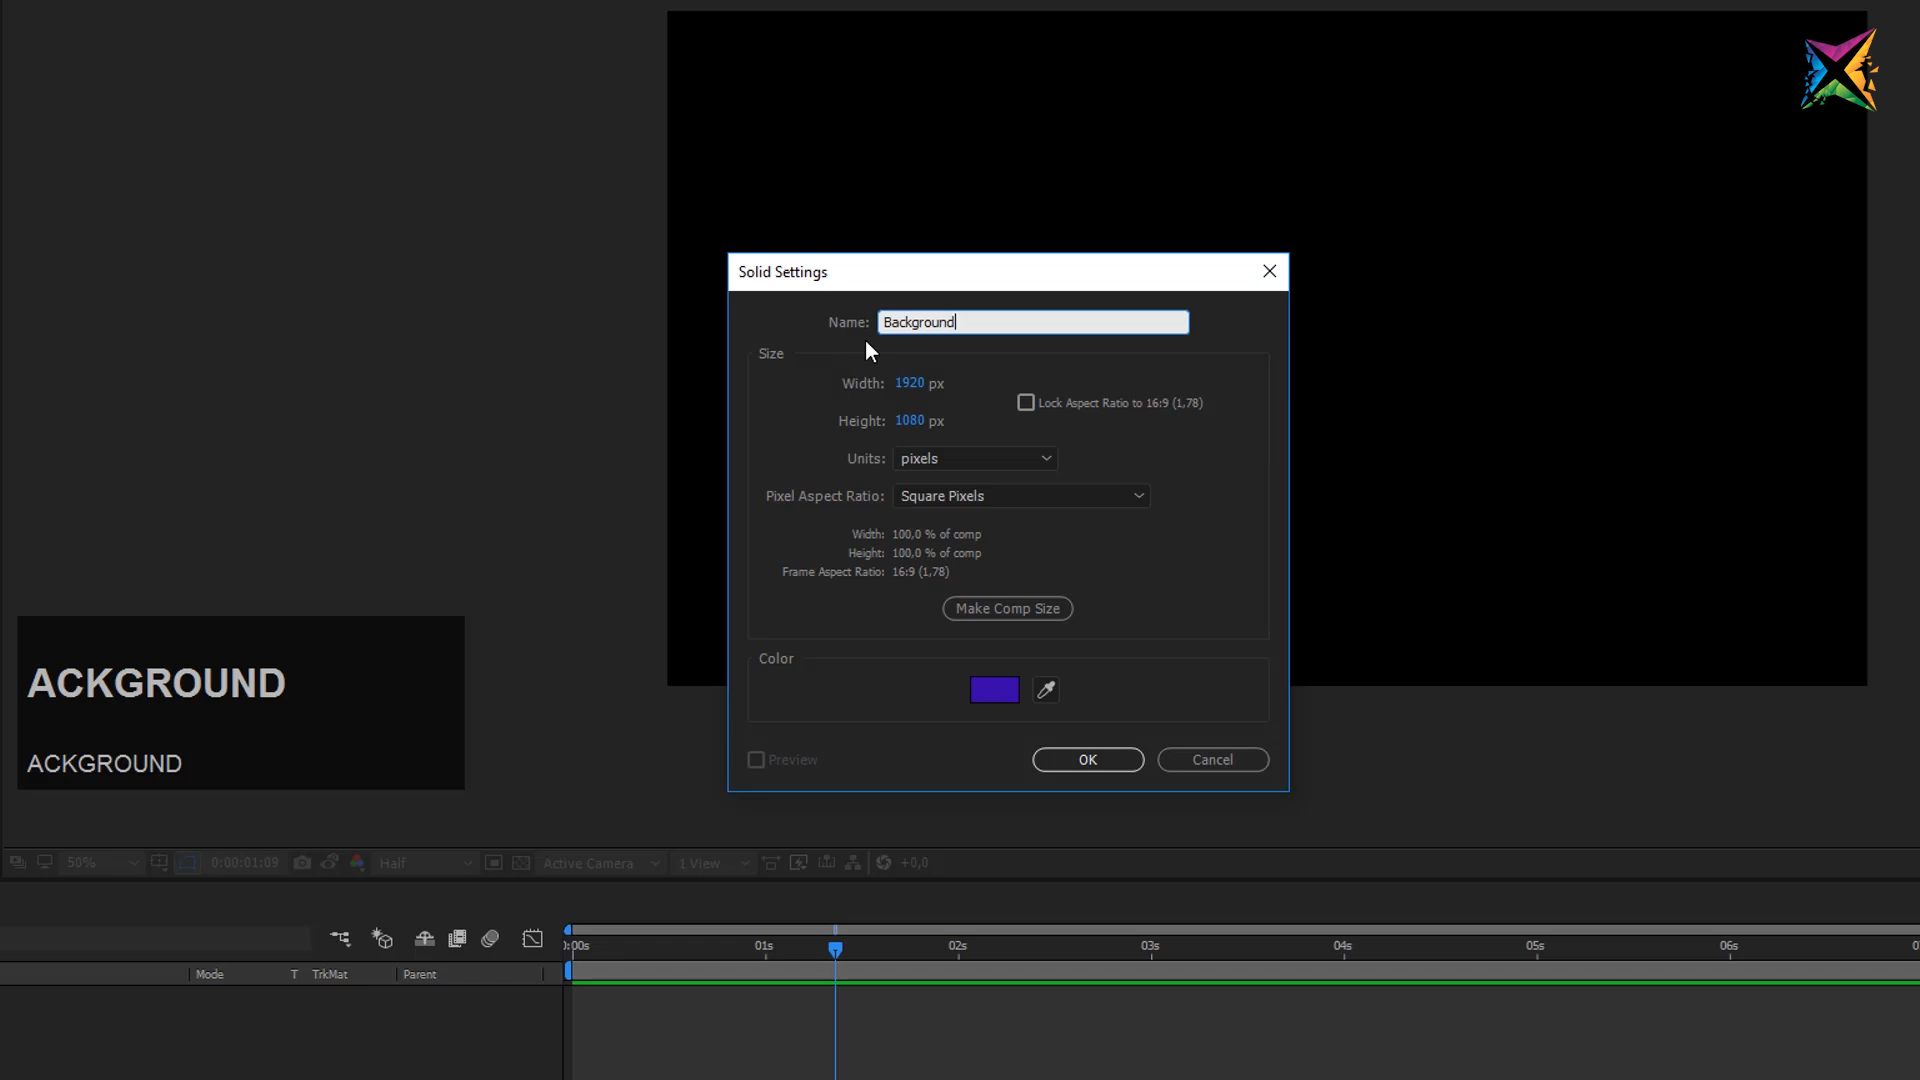 Solid Settings
Name: Background
Size
Width: 1920 px
Lock Aspect Ratio to 16:9 (1,78)
Height: 1080 px
Units: pixels
Pixel Aspect Ratio: Square Pixels
Width: 100,0 % of comp
Height: 100,0 % of comp
Frame Aspect Ratio: 16:9 (1,78)
Make Comp Size
Color
Preview
OK
Cancel
ACKGROUND
ACKGROUND
50%
0:00:01:09
Half
Active Camera
1 View
+0,0
:00s 01s 02s 03s 04s 05s 06s
Mode T TrkMat Parent